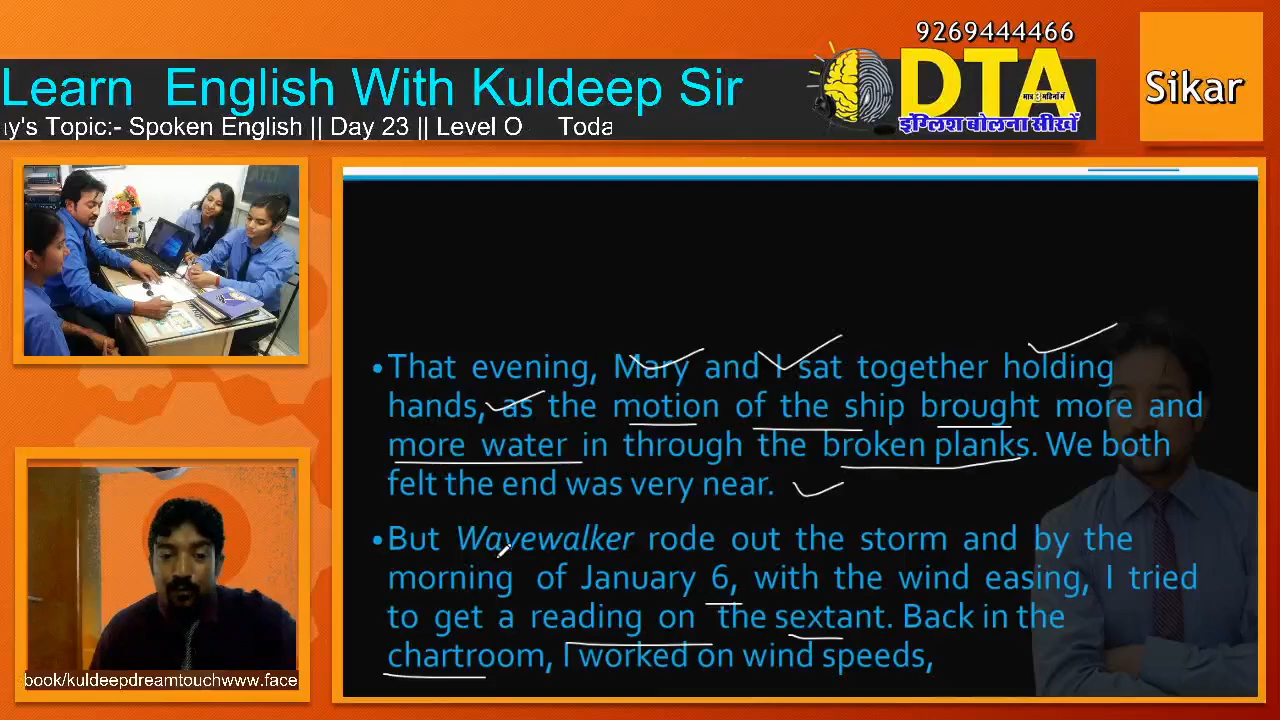 9269444466
Learn English With Kuldeep Sir
DTA
Sikar
मात्र 3 महिनों में
इंग्लिश बोलना सीखें
ıy's Topic:- Spoken English || Day 23 || Level O Toda
•That evening, Mary and I sat together holding
hands, as the motion of the ship brought more and
more water in through the broken planks. We both
felt the end was very near.
•But Wavewalker rode out the storm and by the
morning of January 6, with the wind easing, I tried
to get a reading on the sextant. Back in the
chartroom, I worked on wind speeds,
book/kuldeepdreamtouchwww.face